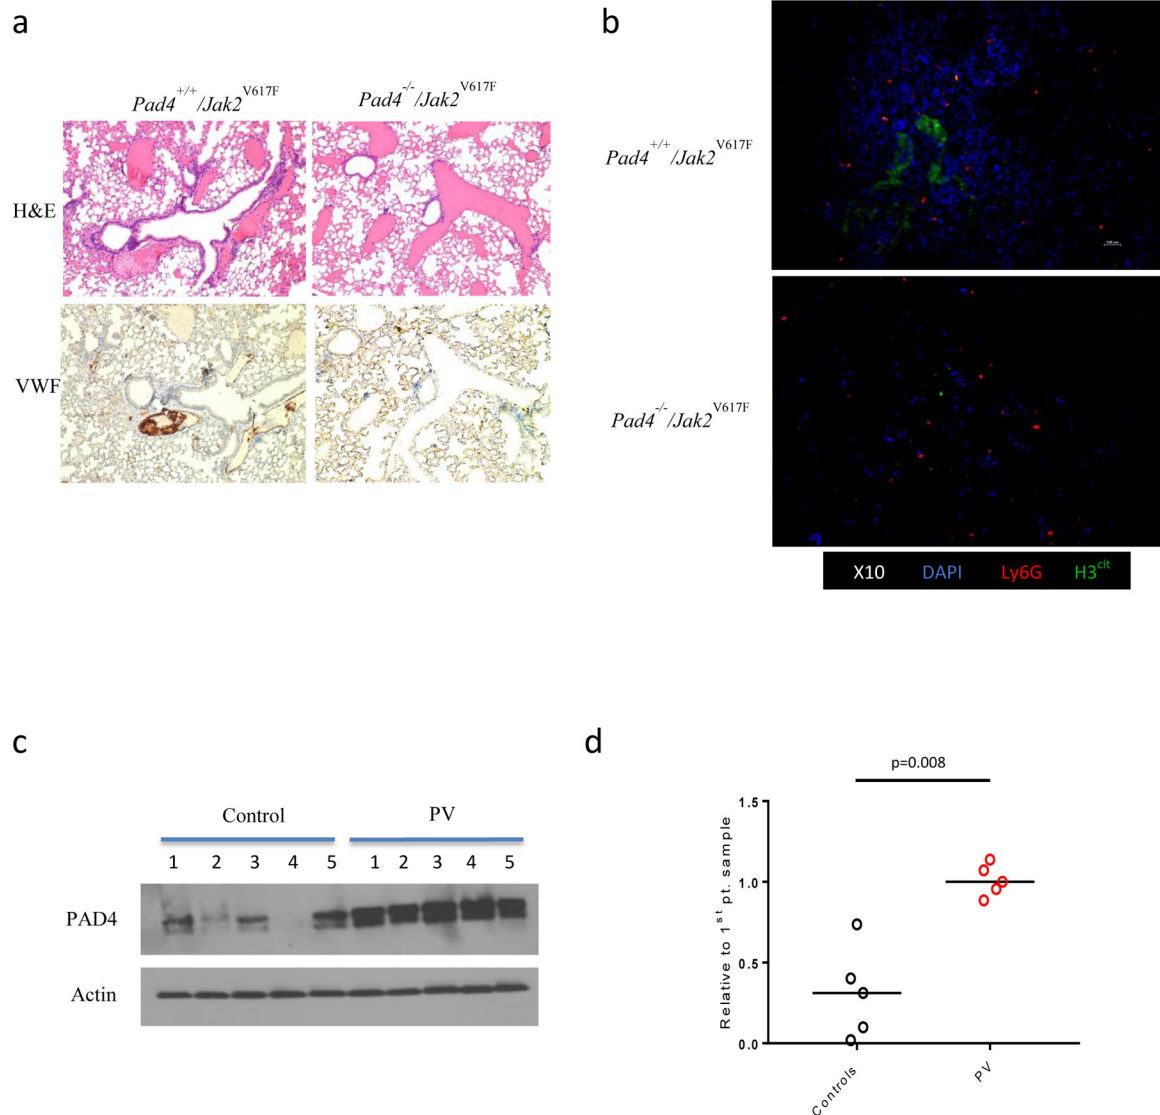 a
Pad4+/+/Jak2V617F
Pad4-/-/Jak2V617F
H&E
VWF
b
Pad4+/+/Jak2V617F
Pad4-/-/Jak2V617F
X10 DAPI Ly6G H3cit
c
Control PV
1 2 3 4 5 1 2 3 4 5
PAD4
Actin
d
p=0.008
Relative to 1st pt. sample
1.5
1.0
0.5
0.0
Controls
PV